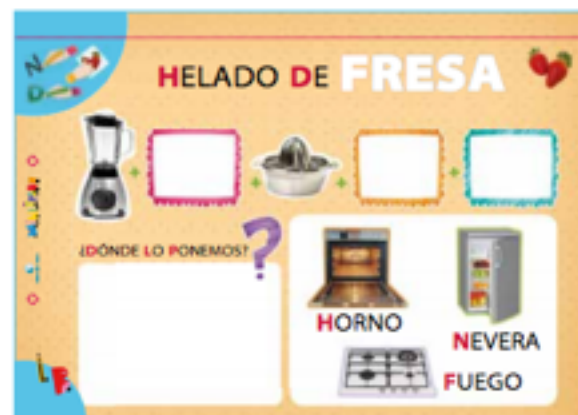 HELADO DE FRESA
¿DÓNDE LO PONEMOS?
HORNO
NEVERA
FUEGO